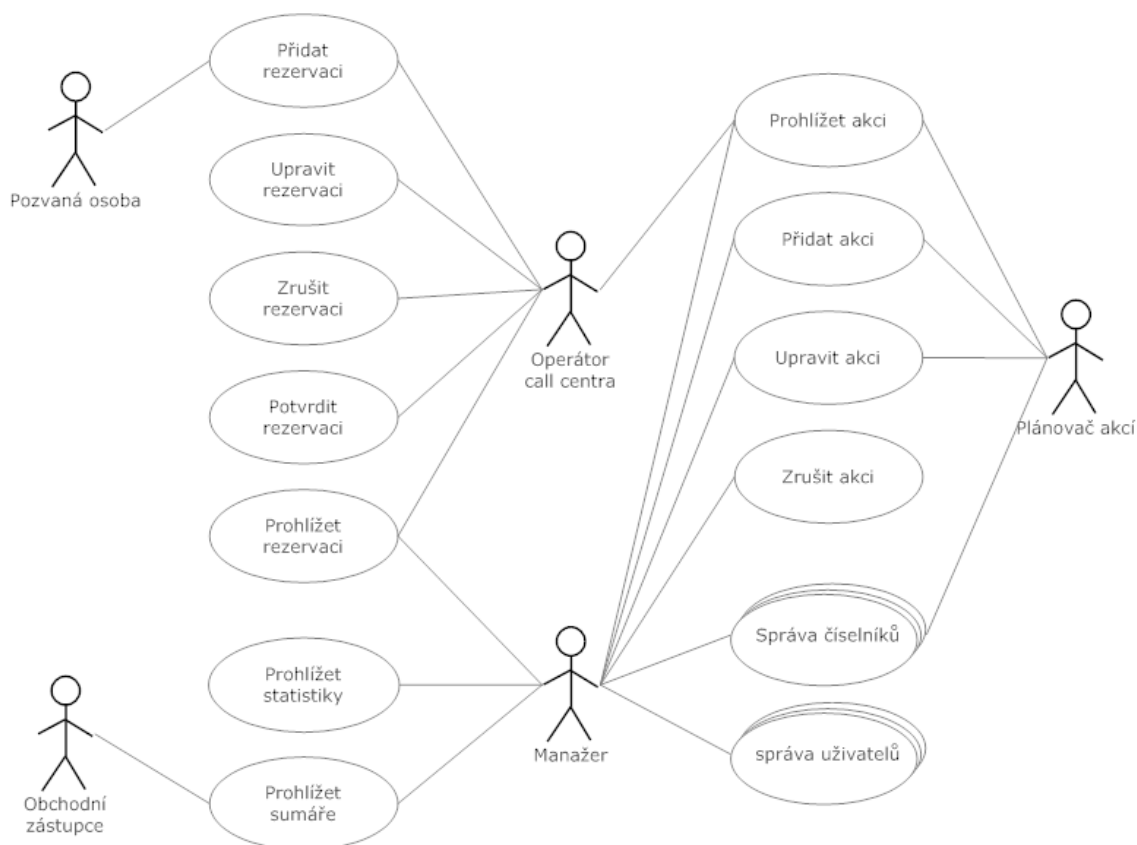 Přidat
rezervaci
Pozvaná osoba
Upravit
rezervaci
Zrušit
rezervaci
Potvrdit
rezervaci
Prohlížet
rezervaci
Prohlížet
statistiky
Prohlížet
sumáře
Obchodní
zástupce
Operátor
call centra
Manažer
Prohlížet akci
Přidat akci
Upravit akci
Zrušit akci
Správa číselníků
správa uživatelů
Plánovač akcí